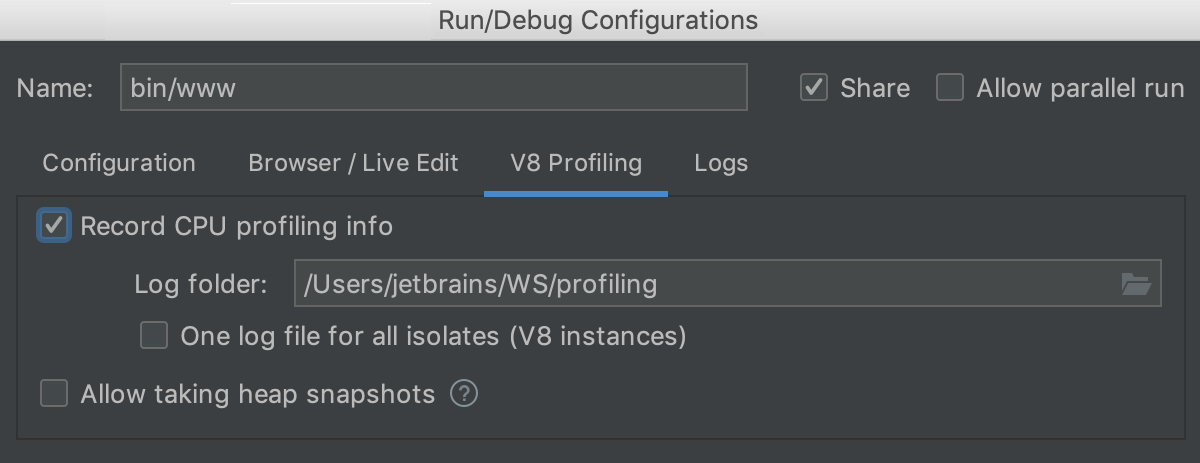 Run/Debug Configurations
Name: bin/www Share Allow parallel run
Configuration Browser / Live Edit V8 Profiling Logs
Record CPU profiling info
Log folder: /Users/jetbrains/WS/profiling
One log file for all isolates (V8 instances)
Allow taking heap snapshots ?